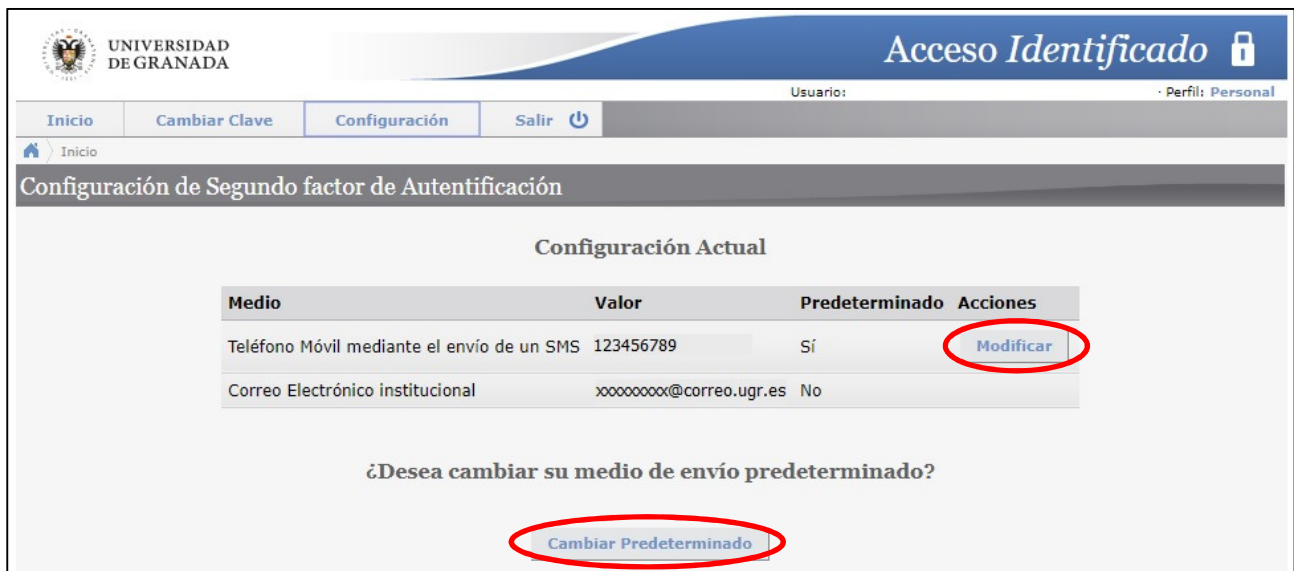 UNIVERSIDAD
DE GRANADA
Acceso Identificado
Usuario: · Perfil: Personal
Inicio Cambiar Clave Configuración Salir
Inicio
Configuración de Segundo factor de Autentificación
Configuración Actual
Medio Valor Predeterminado Acciones
Teléfono Móvil mediante el envío de un SMS 123456789 Sí Modificar
Correo Electrónico institucional xxxxxxxxx@correo.ugr.es No
¿Desea cambiar su medio de envío predeterminado?
Cambiar Predeterminado